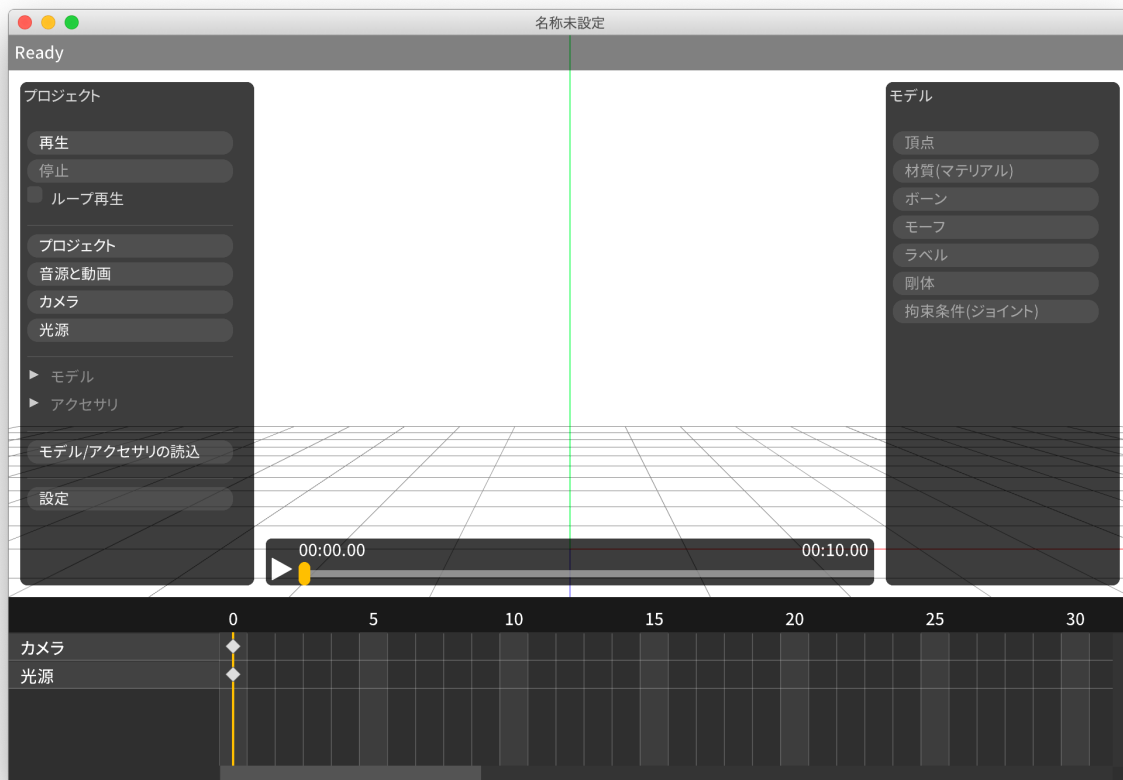 名称未設定
Ready
プロジェクト
再生
停止
ループ再生
プロジェクト
音源と動画
カメラ
光源
モデル
アクセサリ
モデル/アクセサリの読込
設定
モデル
頂点
材質(マテリアル)
ボーン
モーフ
ラベル
剛体
拘束条件(ジョイント)
00:00.00 00:10.00
0 5 10 15 20 25 30
カメラ
光源